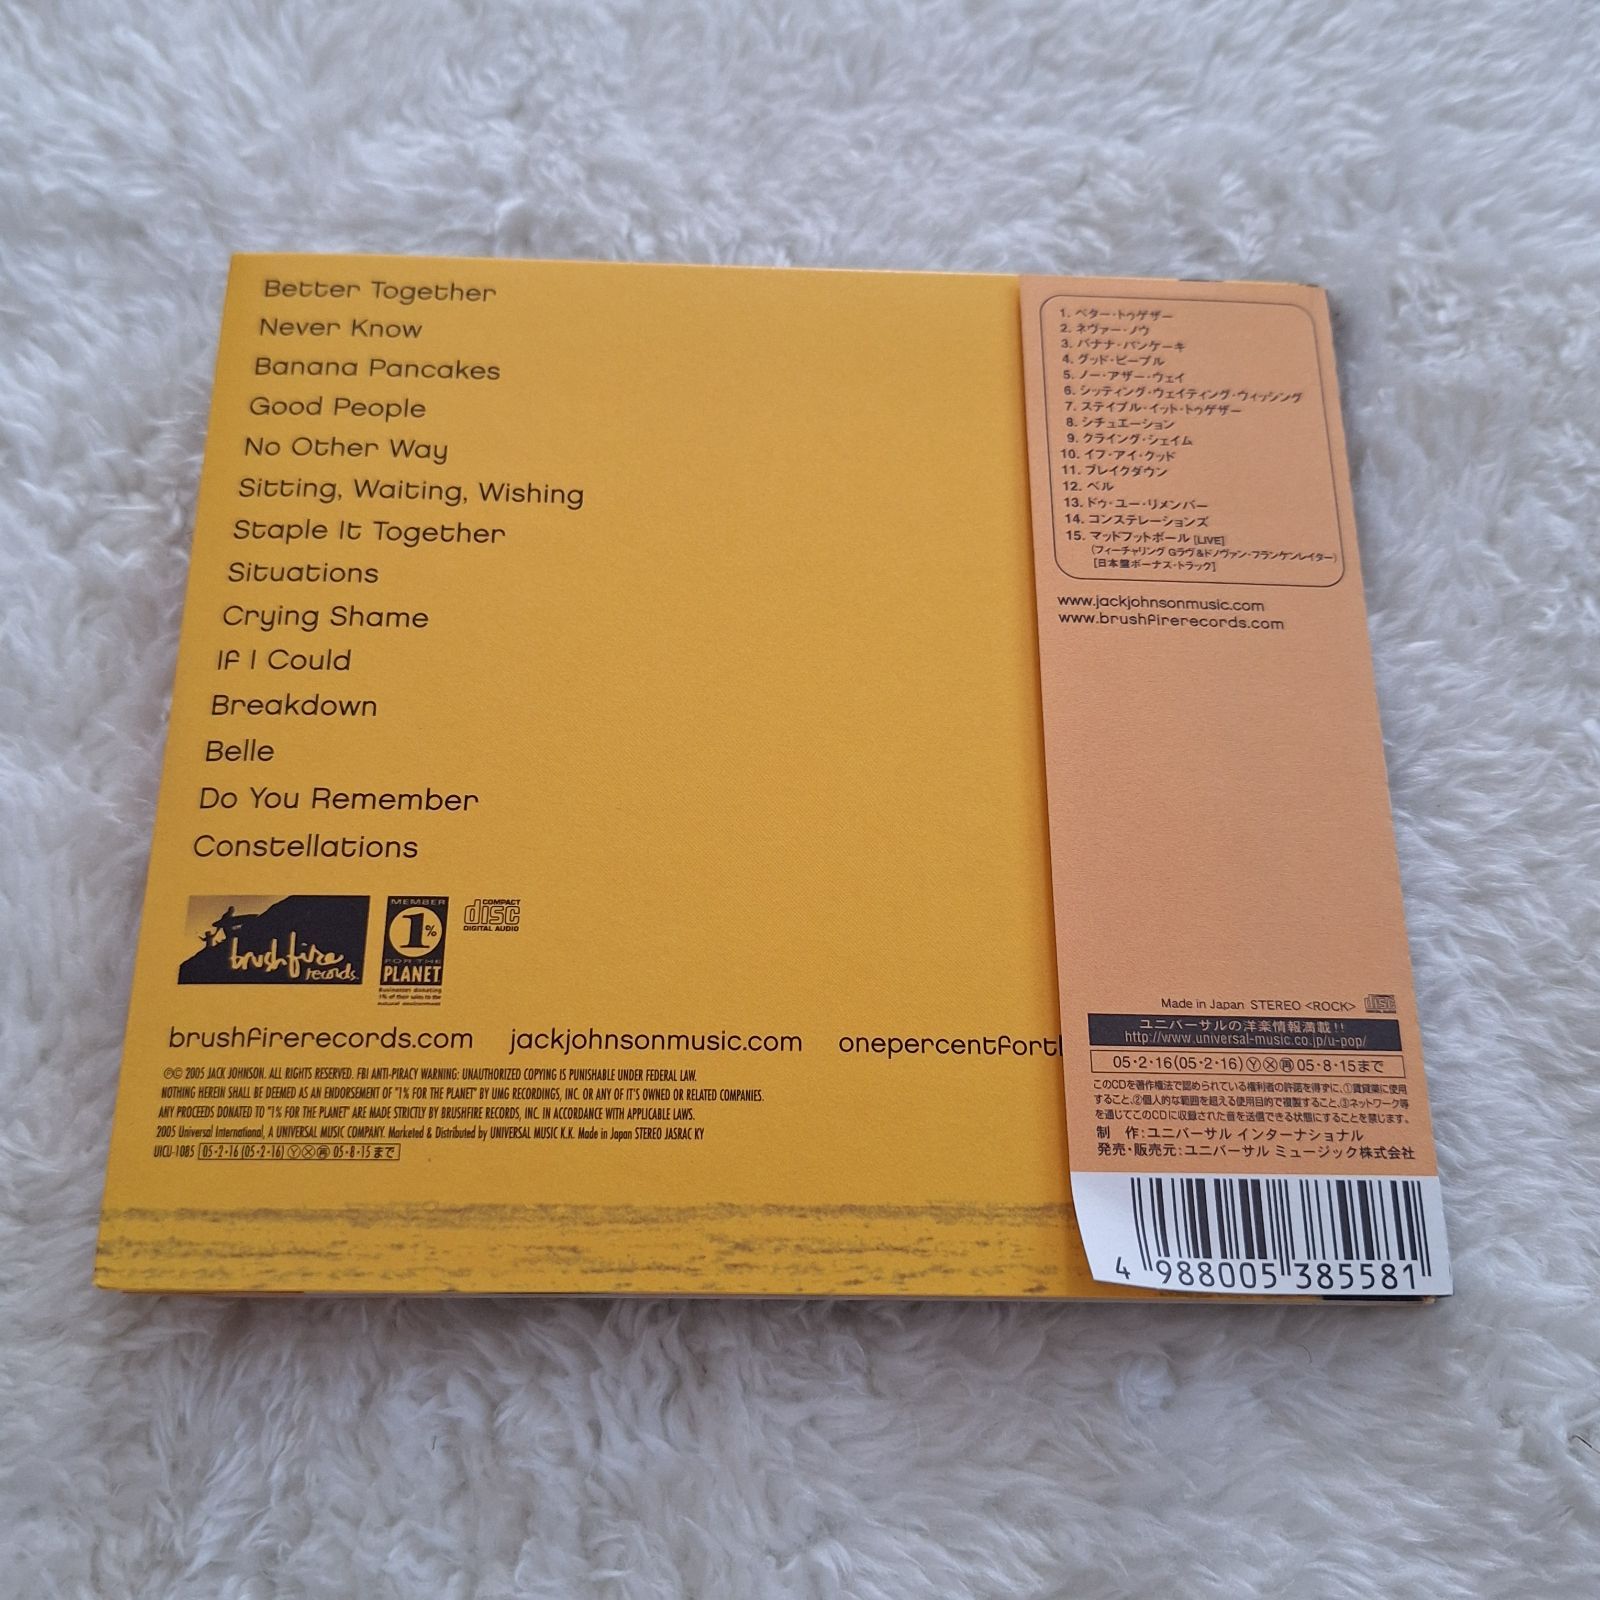 Better Together
Never Know
Banana Pancakes
Good People
No Other Way
Sitting, Waiting, Wishing
Staple It Together
Situations
Crying Shame
If I Could
Breakdown
Belle
Do You Remember
Constellations
brushfire
records.
MEMBER
1%
FOR THE
PLANET
Businesses donating
1% of their sales to the
natural environment
COMPACT
disc
DIGITAL AUDIO
brushfirerecords.com jackjohnsonmusic.com onepercentforth
℗© 2005 JACK JOHNSON. ALL RIGHTS RESERVED. FBI ANTI-PIRACY WARNING: UNAUTHORIZED COPYING IS PUNISHABLE UNDER FEDERAL LAW.
NOTHING HEREIN SHALL BE DEEMED AS AN ENDORSEMENT OF "1% FOR THE PLANET" BY UMG RECORDINGS, INC. OR ANY OF IT'S OWNED OR RELATED COMPANIES.
ANY PROCEEDS DONATED TO "1% FOR THE PLANET" ARE MADE STRICTLY BY BRUSHFIRE RECORDS, INC. IN ACCORDANCE WITH APPLICABLE LAWS.
2005 Universal International, A UNIVERSAL MUSIC COMPANY. Marketed & Distributed by UNIVERSAL MUSIC K.K. Made in Japan STEREO JASRAC KY
UICU-1085 05・2・16 (05・2・16) Ⓨ Ⓧ ㊢ 05・8・15まで
1. ベター・トゥゲザー
2. ネヴァー・ノウ
3. バナナ・パンケーキ
4. グッド・ピープル
5. ノー・アザー・ウェイ
6. シッティング・ウェイティング・ウィッシング
7. ステイプル・イット・トゥゲザー
8. シチュエーション
9. クライング・シェイム
10. イフ・アイ・クッド
11. ブレイクダウン
12. ベル
13. ドゥ・ユー・リメンバー
14. コンステレーションズ
15. マッドフットボール [LIVE]
(フィーチャリング Gラヴ&ドノヴァン・フランケンレイター)
[日本盤ボーナス・トラック]
www.jackjohnsonmusic.com
www.brushfirerecords.com
Made in Japan STEREO <ROCK>
disc
ユニバーサルの洋楽情報満載!!
http://www.universal-music.co.jp/u-pop/
05・2・16(05・2・16) Ⓨ Ⓧ ㊢ 05・8・15まで
このCDを著作権法で認められている権利者の許諾を得ずに、①賃貸業に使用
すること、②個人的な範囲を超える使用目的で複製すること、③ネットワーク等
を通じてこのCDに収録された音を送信できる状態にすることを禁じます。
制 作:ユニバーサル インターナショナル
発売・販売元:ユニバーサル ミュージック株式会社
4 988005 385581